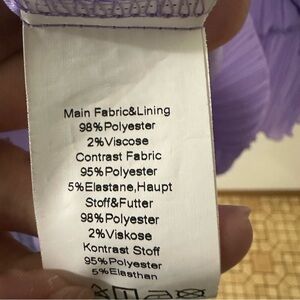 Main Fabric&Lining
98%Polyester
2%Viscose
Contrast Fabric
95%Polyester
5%Elastane,Haupt
Stoff&Futter
98%Polyester
2%Viskose
Kontrast Stoff
95%Polyester
5%Elasthan